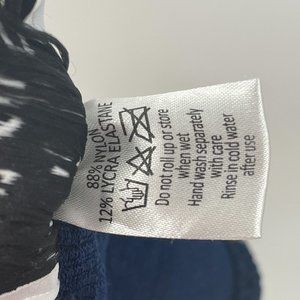 88% NYLON
12% LYCRA ELASTANE
Do not roll up or store
when wet
Hand wash separately
with care
Rinse in cold water
after use